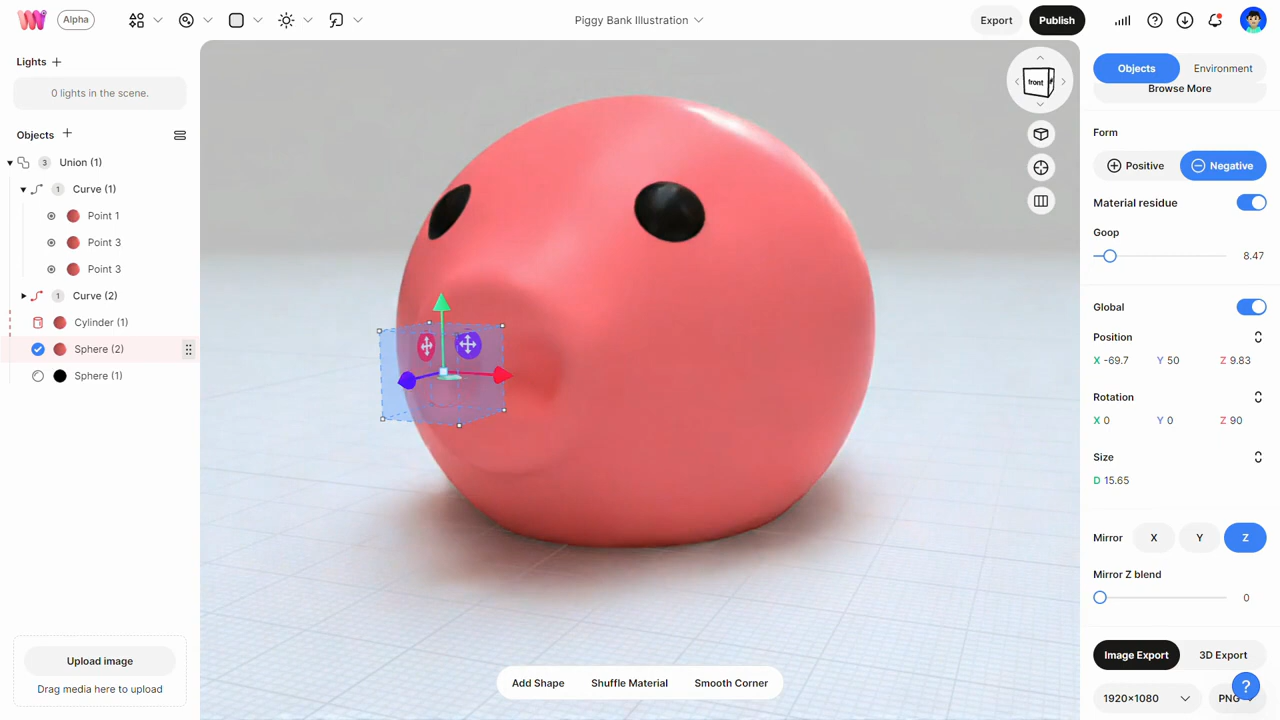 Alpha
Piggy Bank Illustration
Export
Publish
Lights
0 lights in the scene.
Objects
3 Union (1)
1 Curve (1)
Point 1
Point 3
Point 3
1 Curve (2)
Cylinder (1)
Sphere (2)
Sphere (1)
Upload image
Drag media here to upload
front
Add Shape Shuffle Material Smooth Corner
Objects Environment
Browse More
Form
Positive Negative
Material residue
Goop
8.47
Global
Position
X -69.7 Y 50 Z 9.83
Rotation
X 0 Y 0 Z 90
Size
D 15.65
Mirror X Y Z
Mirror Z blend
0
Image Export 3D Export
1920×1080 PNG
?